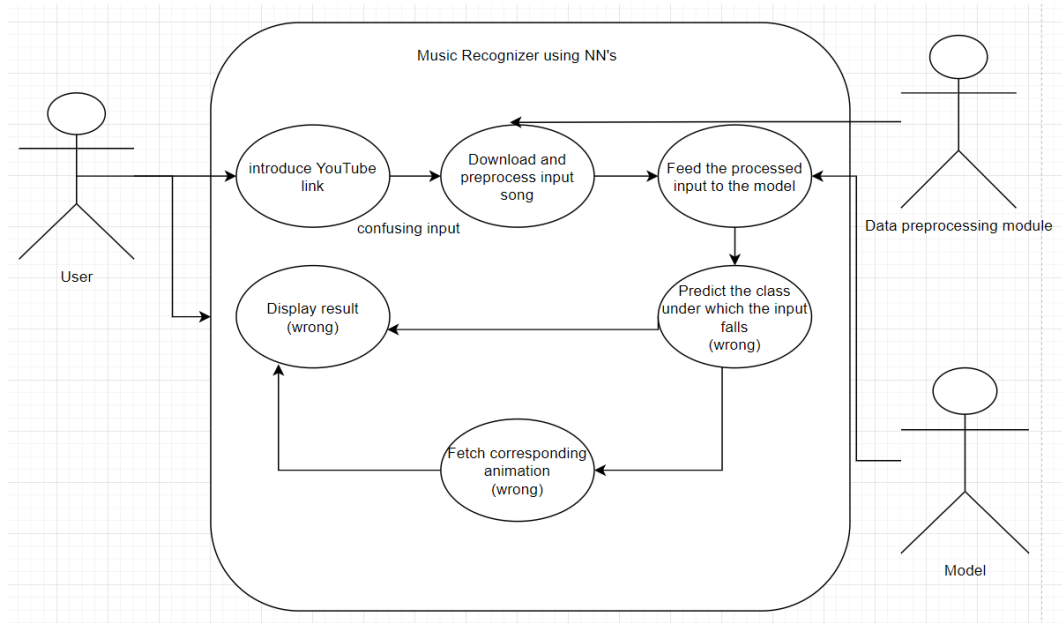 Music Recognizer using NN's
introduce YouTube
link
Download and
preprocess input
song
Feed the processed
input to the model
confusing input
Data preprocessing module
User
Display result
(wrong)
Predict the class
under which the input
falls
(wrong)
Fetch corresponding
animation
(wrong)
Model